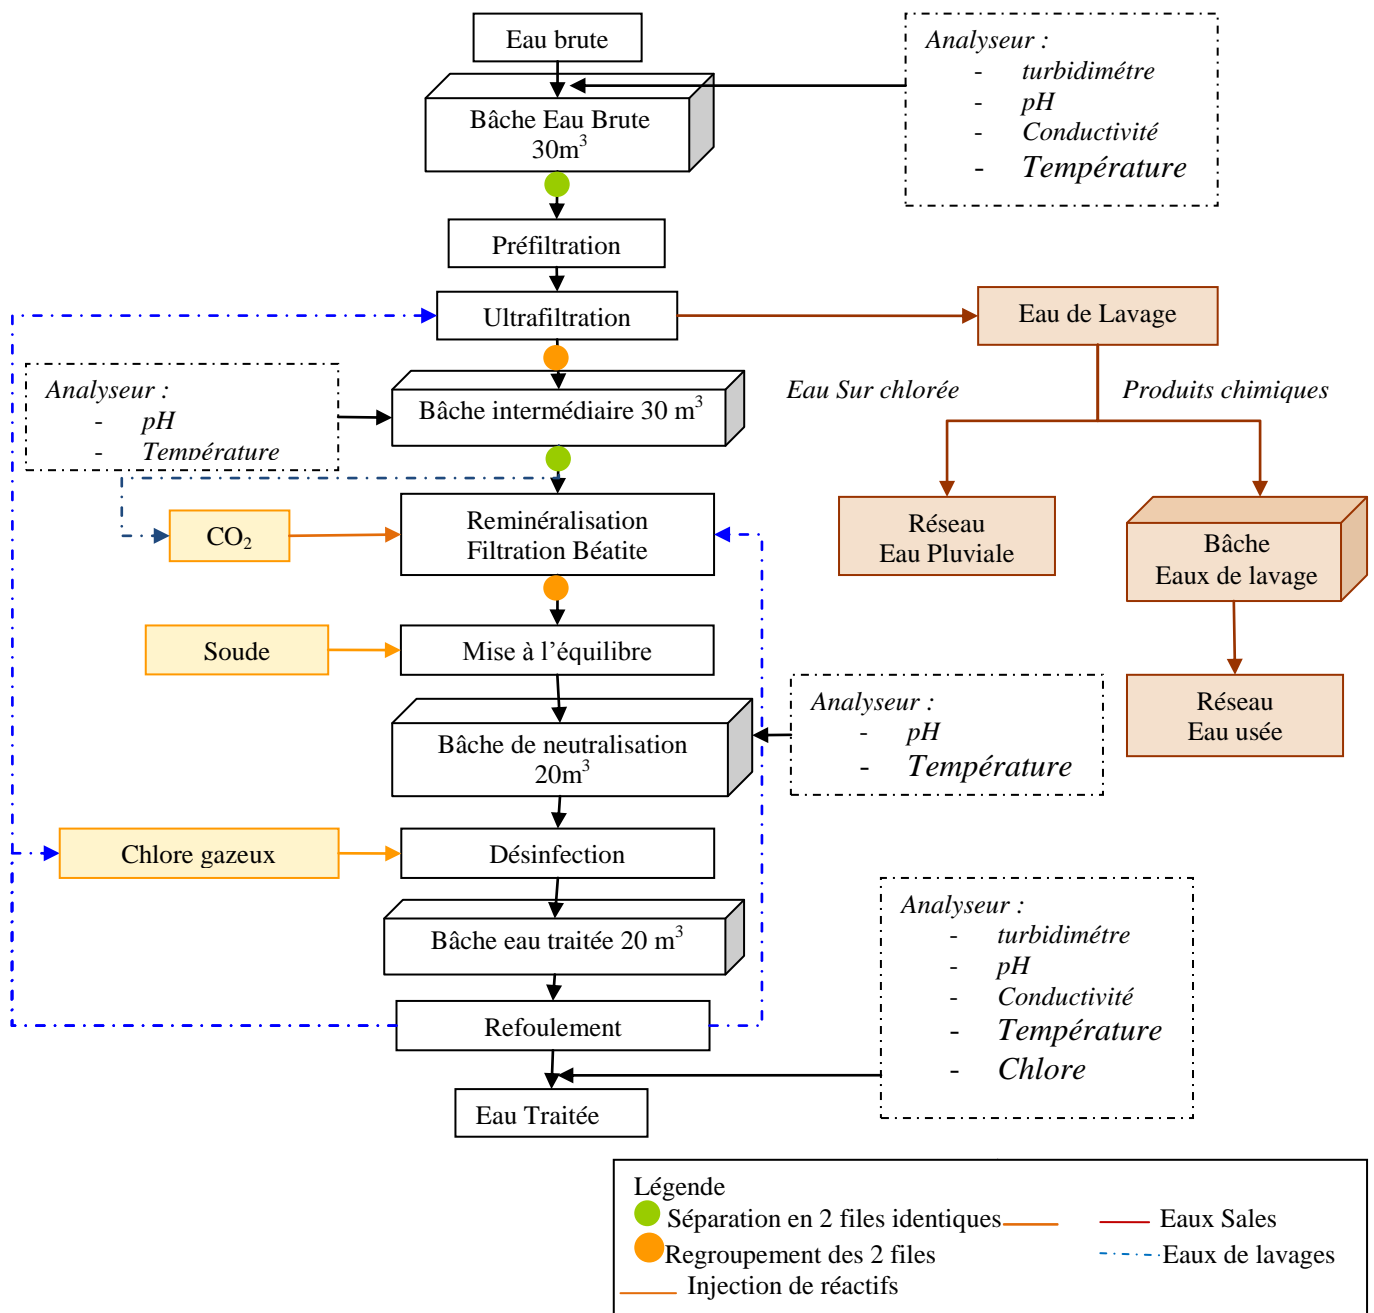 Eau brute
Analyseur :
- turbidimétre
- pH
- Conductivité
- Température
Bâche Eau Brute
30m³
Préfiltration
Ultrafiltration
Eau de Lavage
Analyseur :
- pH
- Température
Eau Sur chlorée
Produits chimiques
Bâche intermédiaire 30 m³
CO₂
Reminéralisation
Filtration Béatite
Réseau
Eau Pluviale
Bâche
Eaux de lavage
Soude
Mise à l’équilibre
Réseau
Eau usée
Analyseur :
- pH
- Température
Bâche de neutralisation
20m³
Chlore gazeux
Désinfection
Bâche eau traitée 20 m³
Analyseur :
- turbidimétre
- pH
- Conductivité
- Température
- Chlore
Refoulement
Eau Traitée
Légende
Séparation en 2 files identiques
Eaux Sales
Regroupement des 2 files
Eaux de lavages
Injection de réactifs